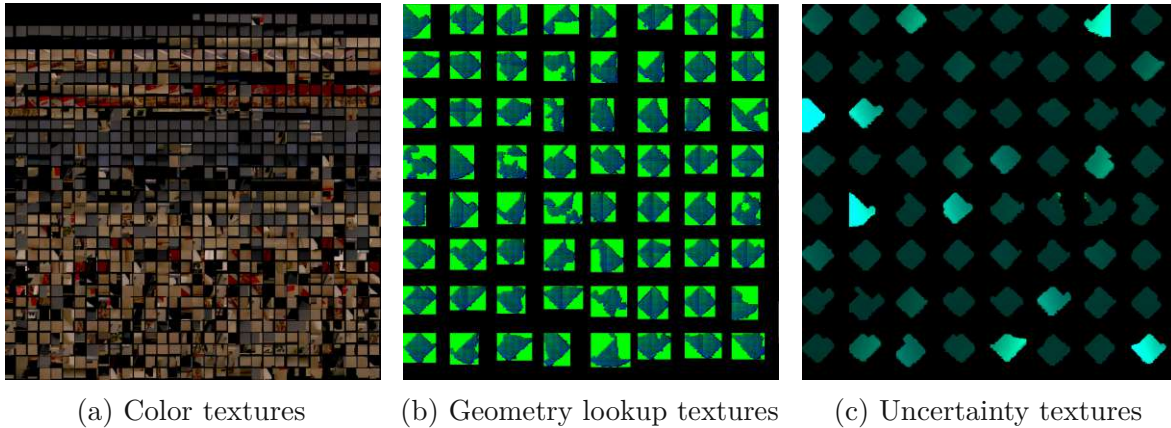 (a) Color textures
(b) Geometry lookup textures
(c) Uncertainty textures